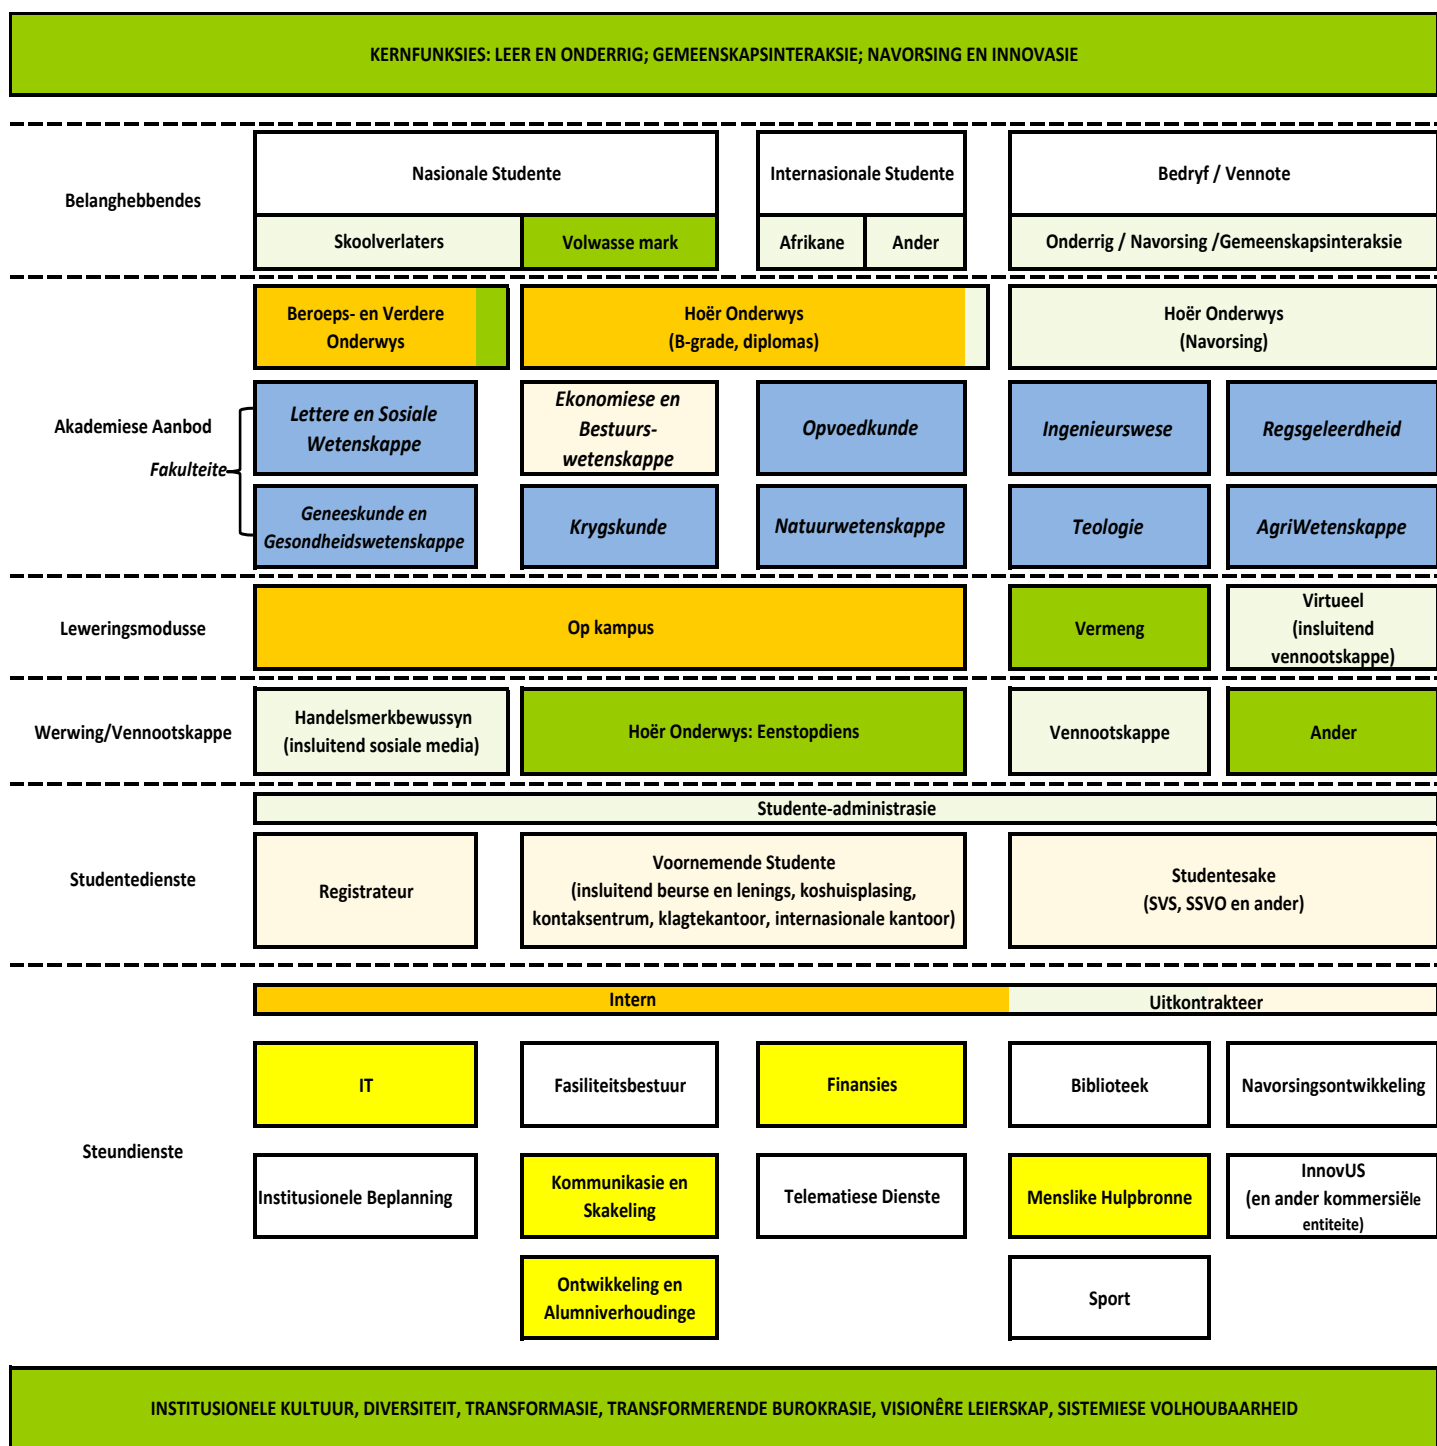 KERNFUNKSIES: LEER EN ONDERRIG; GEMEENSKAPSINTERAKSIE; NAVORSING EN INNOVASIE
Belanghebbendes
Nasionale Studente
Internasionale Studente
Bedryf / Vennote
Skoolverlaters
Volwasse mark
Afrikane
Ander
Onderrig / Navorsing /Gemeenskapsinteraksie
Beroeps- en Verdere
Onderwys
Hoër Onderwys
(B-grade, diplomas)
Hoër Onderwys
(Navorsing)
Akademiese Aanbod
Fakulteite
Lettere en Sosiale
Wetenskappe
Ekonomiese en
Bestuurs-
wetenskappe
Opvoedkunde
Ingenieurswese
Regsgeleerdheid
Geneeskunde en
Gesondheidswetenskappe
Krygskunde
Natuurwetenskappe
Teologie
AgriWetenskappe
Leweringsmodusse
Op kampus
Vermeng
Virtueel
(insluitend
vennootskappe)
Werwing/Vennootskappe
Handelsmerkbewussyn
(insluitend sosiale media)
Hoër Onderwys: Eenstopdiens
Vennootskappe
Ander
Studente-administrasie
Studentedienste
Registrateur
Voornemende Studente
(insluitend beurse en lenings, koshuisplasing,
kontaksentrum, klagtekantoor, internasionale kantoor)
Studentesake
(SVS, SSVO en ander)
Intern
Uitkontrakteer
Steundienste
IT
Fasiliteitsbestuur
Finansies
Biblioteek
Navorsingsontwikkeling
Institusionele Beplanning
Kommunikasie en
Skakeling
Telematiese Dienste
Menslike Hulpbronne
InnovUS
(en ander kommersiële
entiteite)
Ontwikkeling en
Alumniverhoudinge
Sport
INSTITUSIONELE KULTUUR, DIVERSITEIT, TRANSFORMASIE, TRANSFORMERENDE BUROKRASIE, VISIONÊRE LEIERSKAP, SISTEMIESE VOLHOUBAARHEID